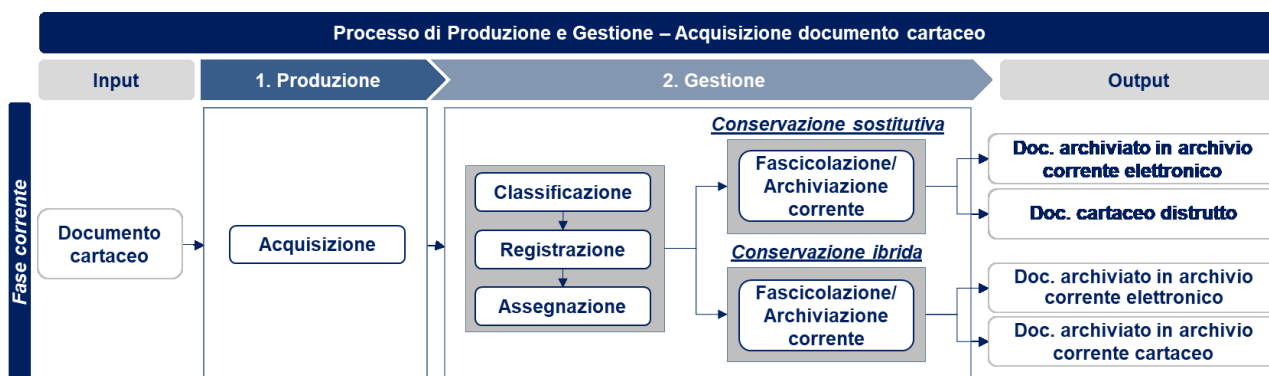 Processo di Produzione e Gestione – Acquisizione documento cartaceo
Input
1. Produzione
2. Gestione
Output
Fase corrente
Documento
cartaceo
Acquisizione
Classificazione
Registrazione
Assegnazione
Conservazione sostitutiva
Fascicolazione/
Archiviazione
corrente
Conservazione ibrida
Fascicolazione/
Archiviazione
corrente
Doc. archiviato in archivio
corrente elettronico
Doc. cartaceo distrutto
Doc. archiviato in archivio
corrente elettronico
Doc. archiviato in archivio
corrente cartaceo